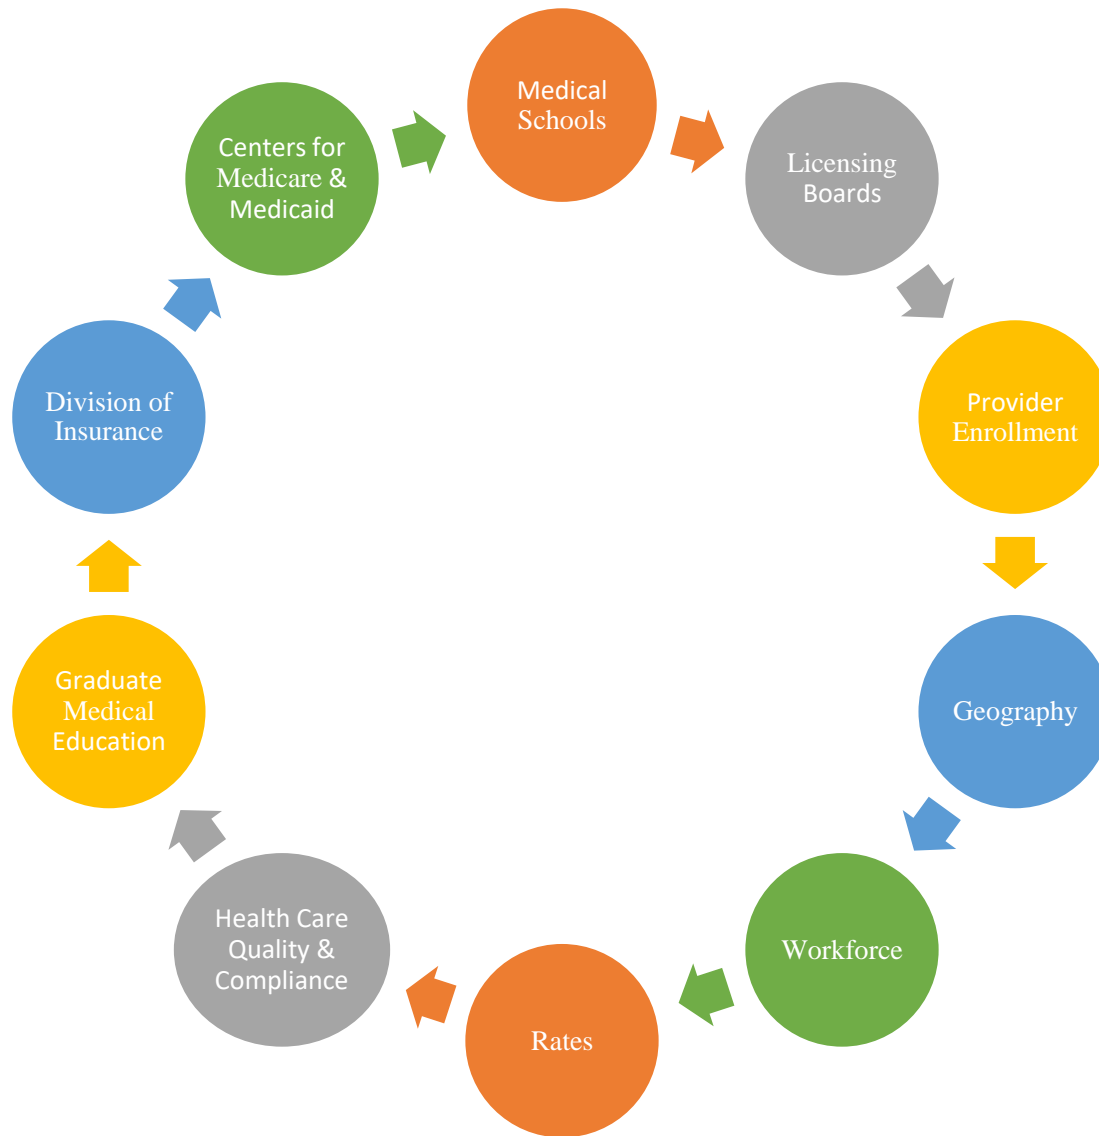 Medical
Schools
Licensing
Boards
Provider
Enrollment
Geography
Workforce
Rates
Health Care
Quality &
Compliance
Graduate
Medical
Education
Division of
Insurance
Centers for
Medicare &
Medicaid